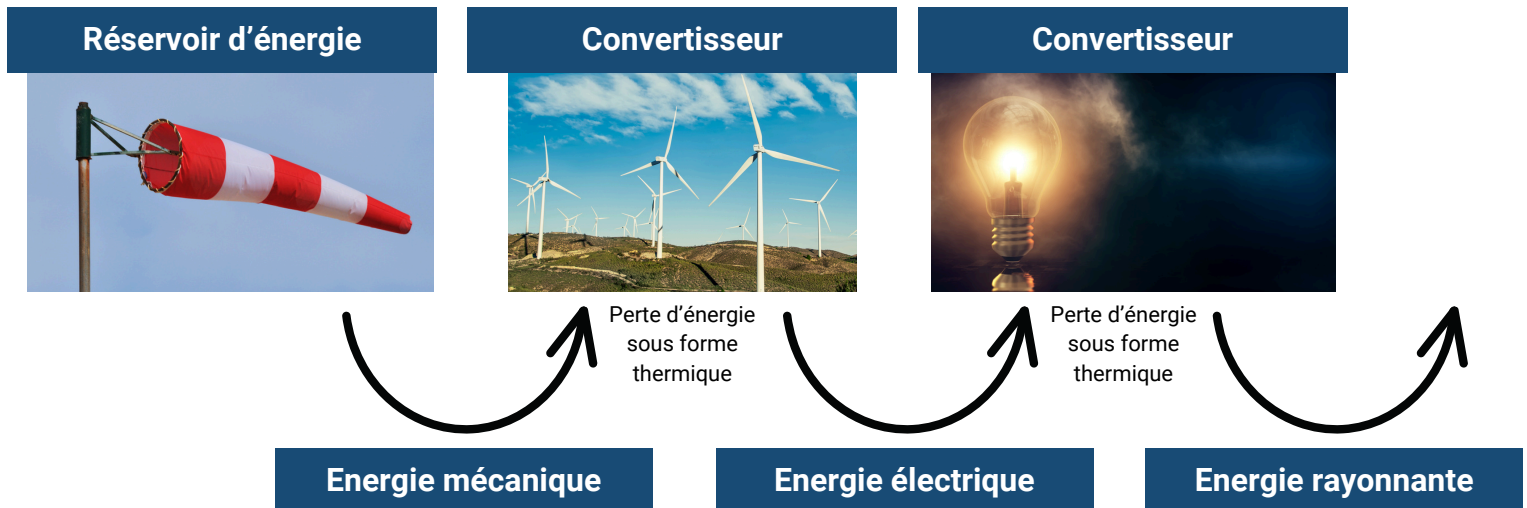 Réservoir d’énergie
Convertisseur
Convertisseur
Perte d’énergie
sous forme
thermique
Perte d’énergie
sous forme
thermique
Energie mécanique
Energie électrique
Energie rayonnante